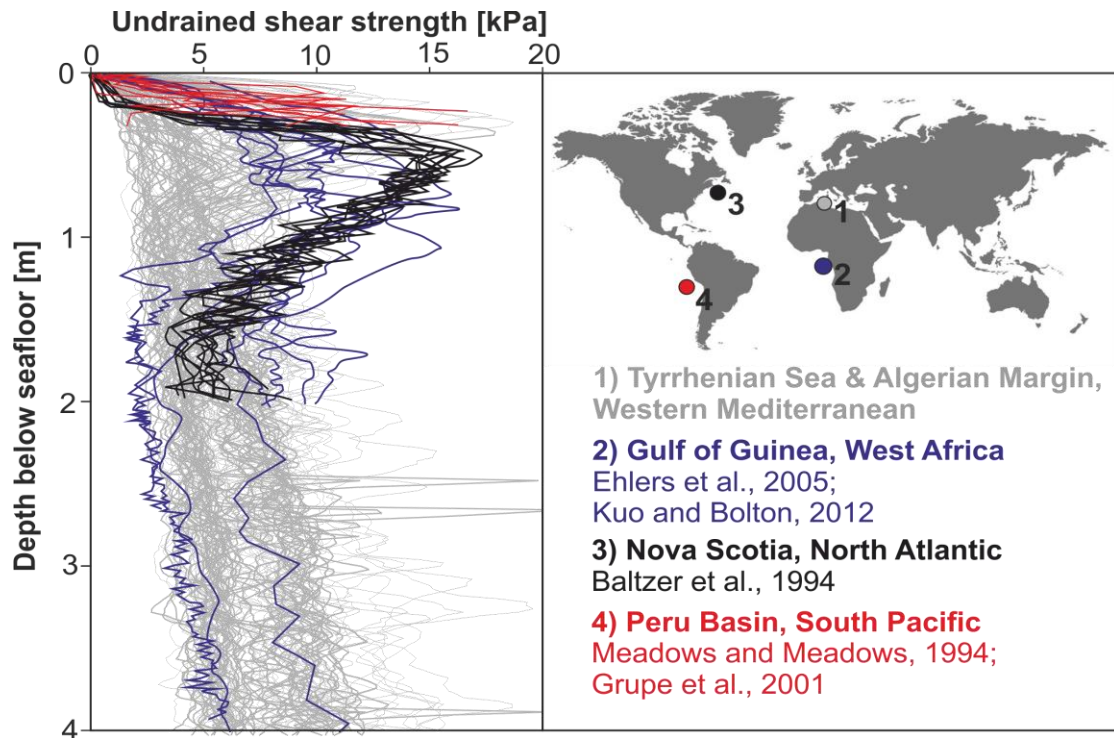 Undrained shear strength [kPa]
0 5 10 15 20
0
1
2
3
4
Depth below seafloor [m]
3
1
2
4
1) Tyrrhenian Sea & Algerian Margin,
Western Mediterranean
2) Gulf of Guinea, West Africa
Ehlers et al., 2005;
Kuo and Bolton, 2012
3) Nova Scotia, North Atlantic
Baltzer et al., 1994
4) Peru Basin, South Pacific
Meadows and Meadows, 1994;
Grupe et al., 2001